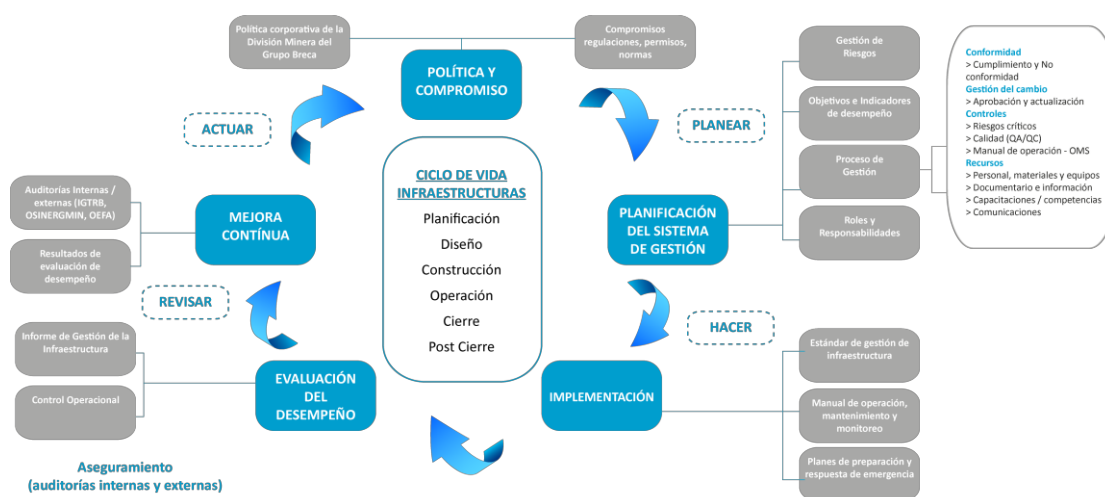 Política corporativa de la
División Minera del
Grupo Breca
Compromisos
regulaciones, permisos,
normas
POLÍTICA Y
COMPROMISO
ACTUAR
PLANEAR
Gestión de
Riesgos
Objetivos e Indicadores
de desempeño
Proceso de
Gestión
Roles y
Responsabilidades
Conformidad
> Cumplimiento y No
conformidad
Gestión del cambio
> Aprobación y actualización
Controles
> Riesgos críticos
> Calidad (QA/QC)
> Manual de operación - OMS
Recursos
> Personal, materiales y equipos
> Documentario e información
> Capacitaciones / competencias
> Comunicaciones
CICLO DE VIDA
INFRAESTRUCTURAS
Planificación
Diseño
Construcción
Operación
Cierre
Post Cierre
Auditorías Internas /
externas (IGTRB,
OSINERGMIN, OEFA)
Resultados de
evaluación de
desempeño
MEJORA
CONTÍNUA
PLANIFICACIÓN
DEL SISTEMA
DE GESTIÓN
REVISAR
HACER
Informe de Gestión de la
Infraestructura
Control Operacional
EVALUACIÓN
DEL
DESEMPEÑO
IMPLEMENTACIÓN
Estándar de gestión de
infraestructura
Manual de operación,
mantenimiento y
monitoreo
Planes de preparación y
respuesta de emergencia
Aseguramiento
(auditorías internas y externas)